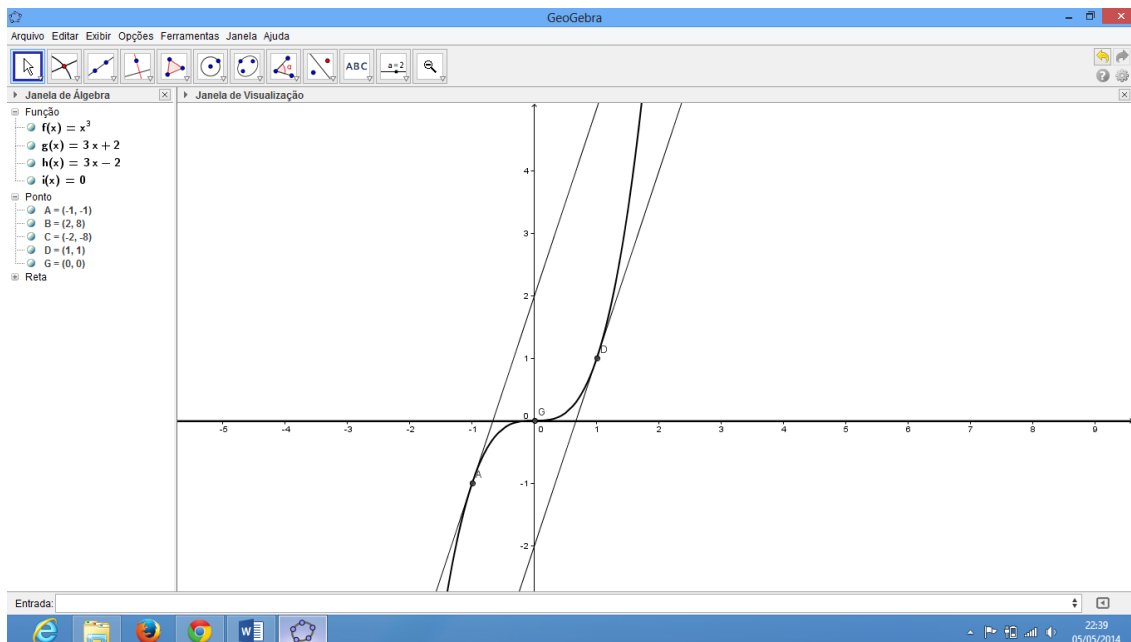 GeoGebra
Arquivo Editar Exibir Opções Ferramentas Janela Ajuda
ABC
a=2
α
Janela de Álgebra
Janela de Visualização
Função
f(x) = x³
g(x) = 3 x + 2
h(x) = 3 x − 2
i(x) = 0
Ponto
A = (-1, -1)
B = (2, 8)
C = (-2, -8)
D = (1, 1)
G = (0, 0)
Reta
4
3
2
D
1
0
G
-5 -4 -3 -2 -1 0 1 2 3 4 5 6 7 8 9
A
-1
-2
Entrada:
22:39
05/05/2014